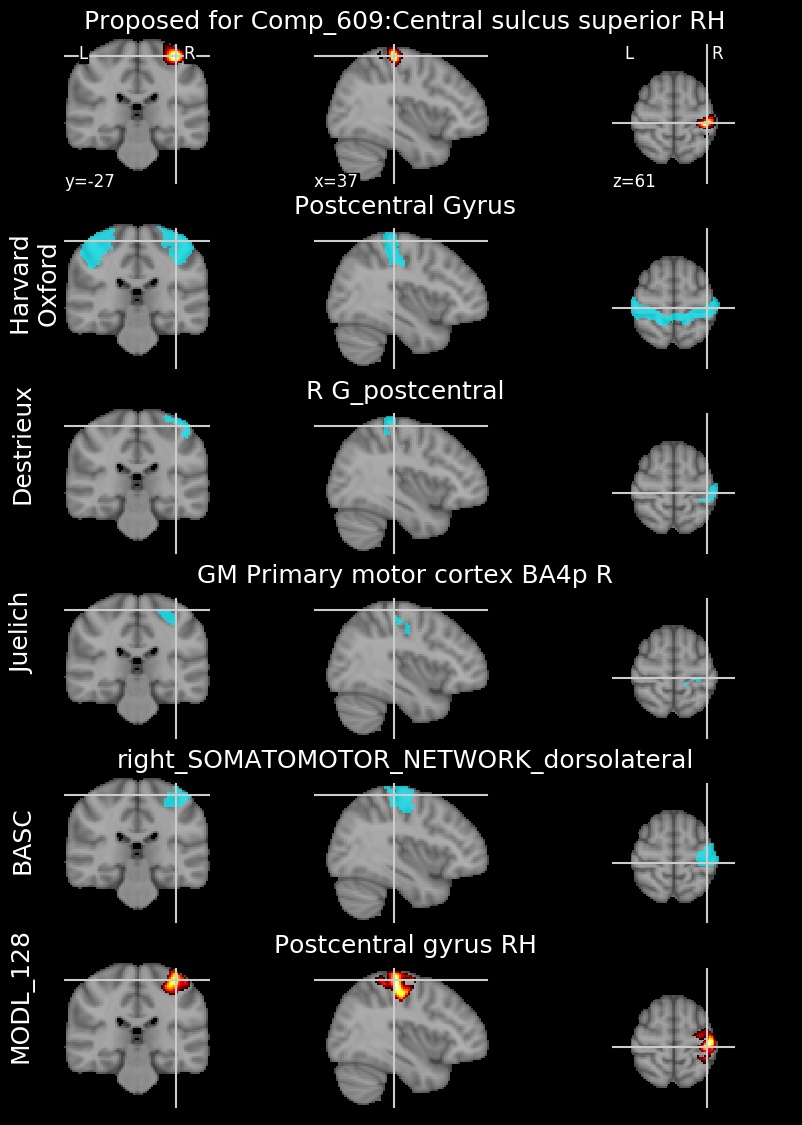 Proposed for Comp_609:Central sulcus superior RH
L R L R
y=-27 x=37 z=61
Postcentral Gyrus
Harvard
Oxford
R G_postcentral
Destrieux
GM Primary motor cortex BA4p R
Juelich
right_SOMATOMOTOR_NETWORK_dorsolateral
BASC
Postcentral gyrus RH
MODL_128